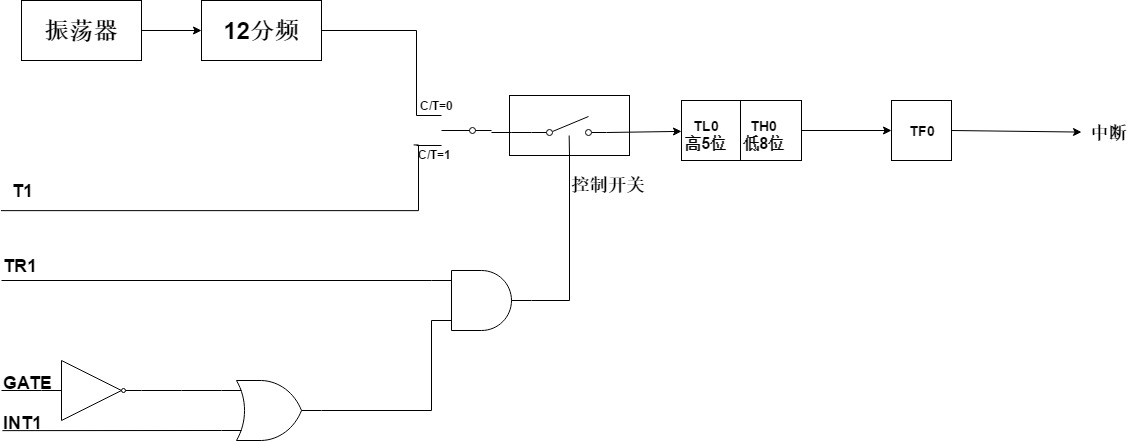 振荡器
12分频
C/T=0
C/T=1
TL0
高5位
TH0
低8位
TF0
中断
控制开关
T1
TR1
GATE
INT1